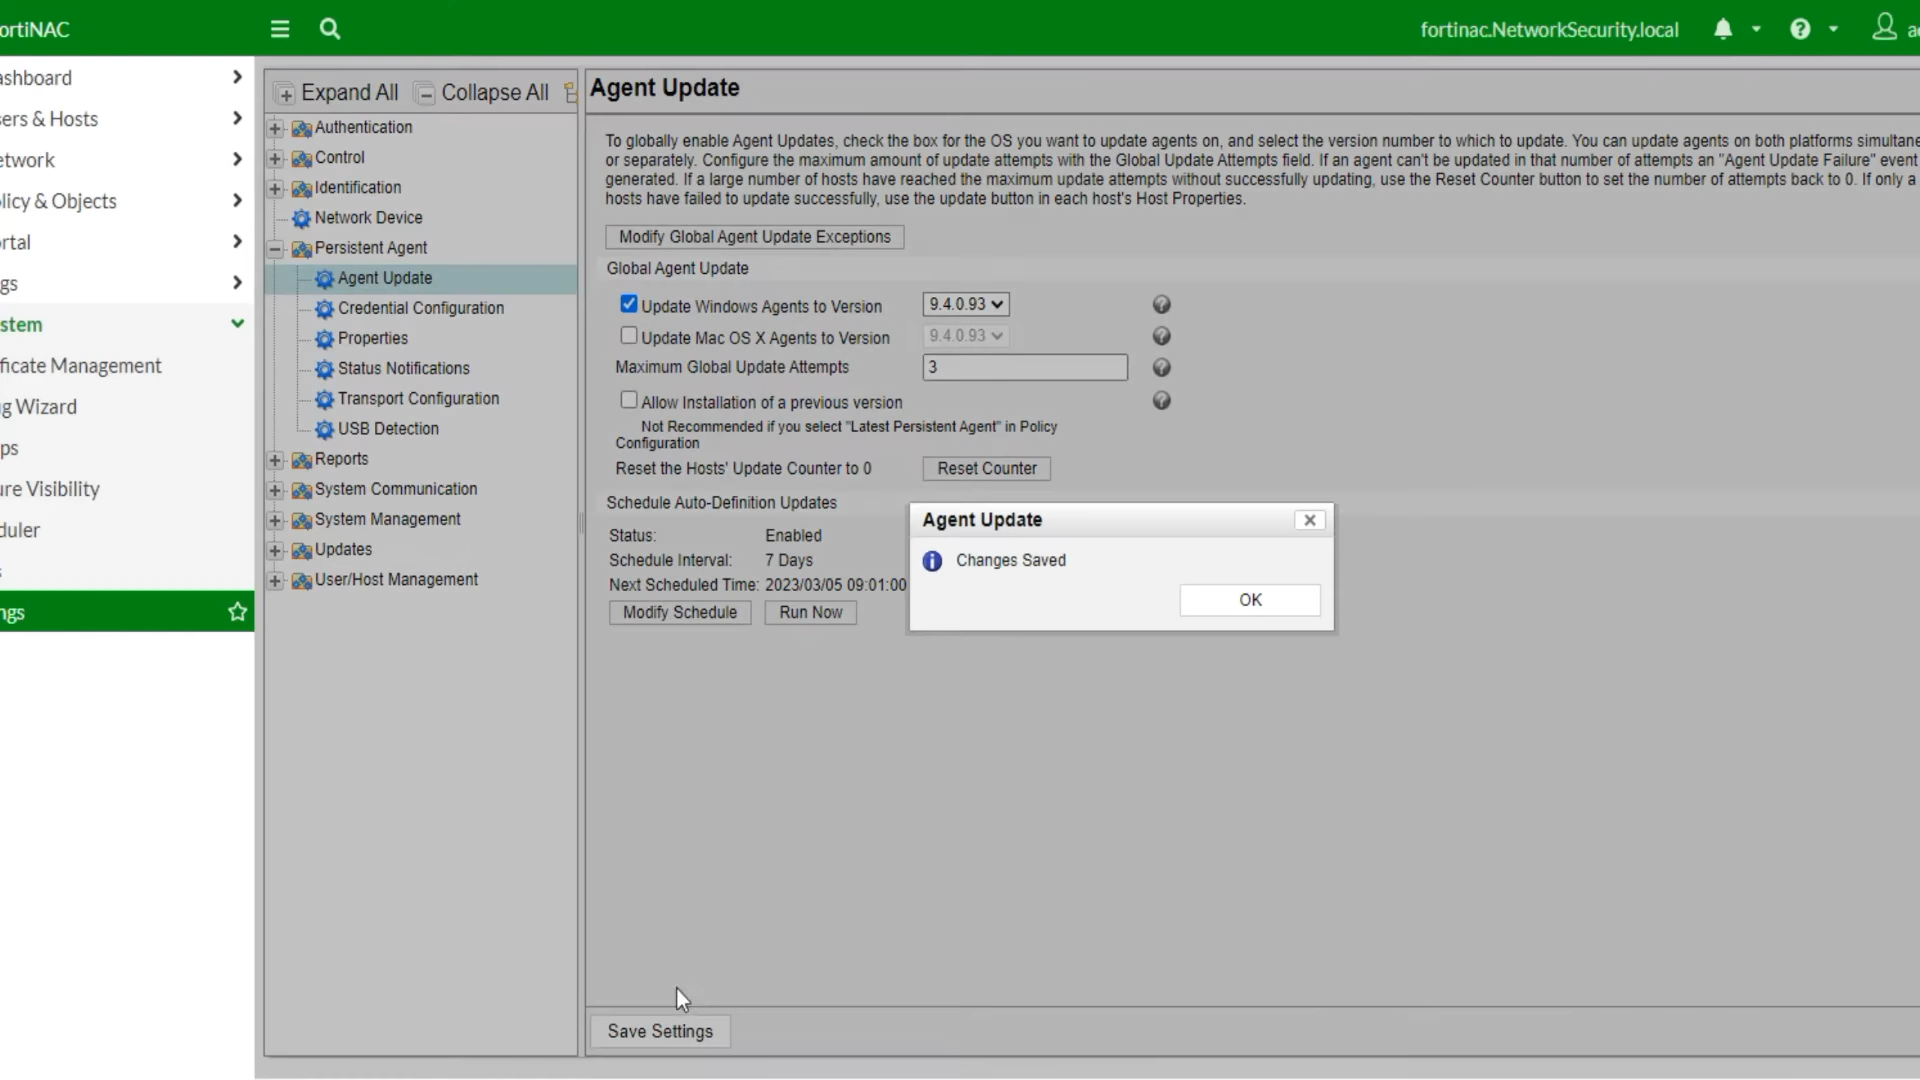 ortiNAC
fortinac.NetworkSecurity.local
ashboard
sers & Hosts
etwork
licy & Objects
ortal
gs
stem
ficate Management
g Wizard
ps
ure Visibility
duler
s
ngs
Expand All Collapse All
Authentication
Control
Identification
Network Device
Persistent Agent
Agent Update
Credential Configuration
Properties
Status Notifications
Transport Configuration
USB Detection
Reports
System Communication
System Management
Updates
User/Host Management
Agent Update
To globally enable Agent Updates, check the box for the OS you want to update agents on, and select the version number to which to update. You can update agents on both platforms simultane
or separately. Configure the maximum amount of update attempts with the Global Update Attempts field. If an agent can't be updated in that number of attempts an "Agent Update Failure" event
generated. If a large number of hosts have reached the maximum update attempts without successfully updating, use the Reset Counter button to set the number of attempts back to 0. If only a
hosts have failed to update successfully, use the update button in each host's Host Properties.
Modify Global Agent Update Exceptions
Global Agent Update
Update Windows Agents to Version 9.4.0.93
Update Mac OS X Agents to Version 9.4.0.93
Maximum Global Update Attempts 3
Allow Installation of a previous version
Not Recommended if you select "Latest Persistent Agent" in Policy
Configuration
Reset the Hosts' Update Counter to 0 Reset Counter
Schedule Auto-Definition Updates
Status: Enabled
Schedule Interval: 7 Days
Next Scheduled Time: 2023/03/05 09:01:00
Modify Schedule Run Now
Agent Update
Changes Saved
OK
Save Settings